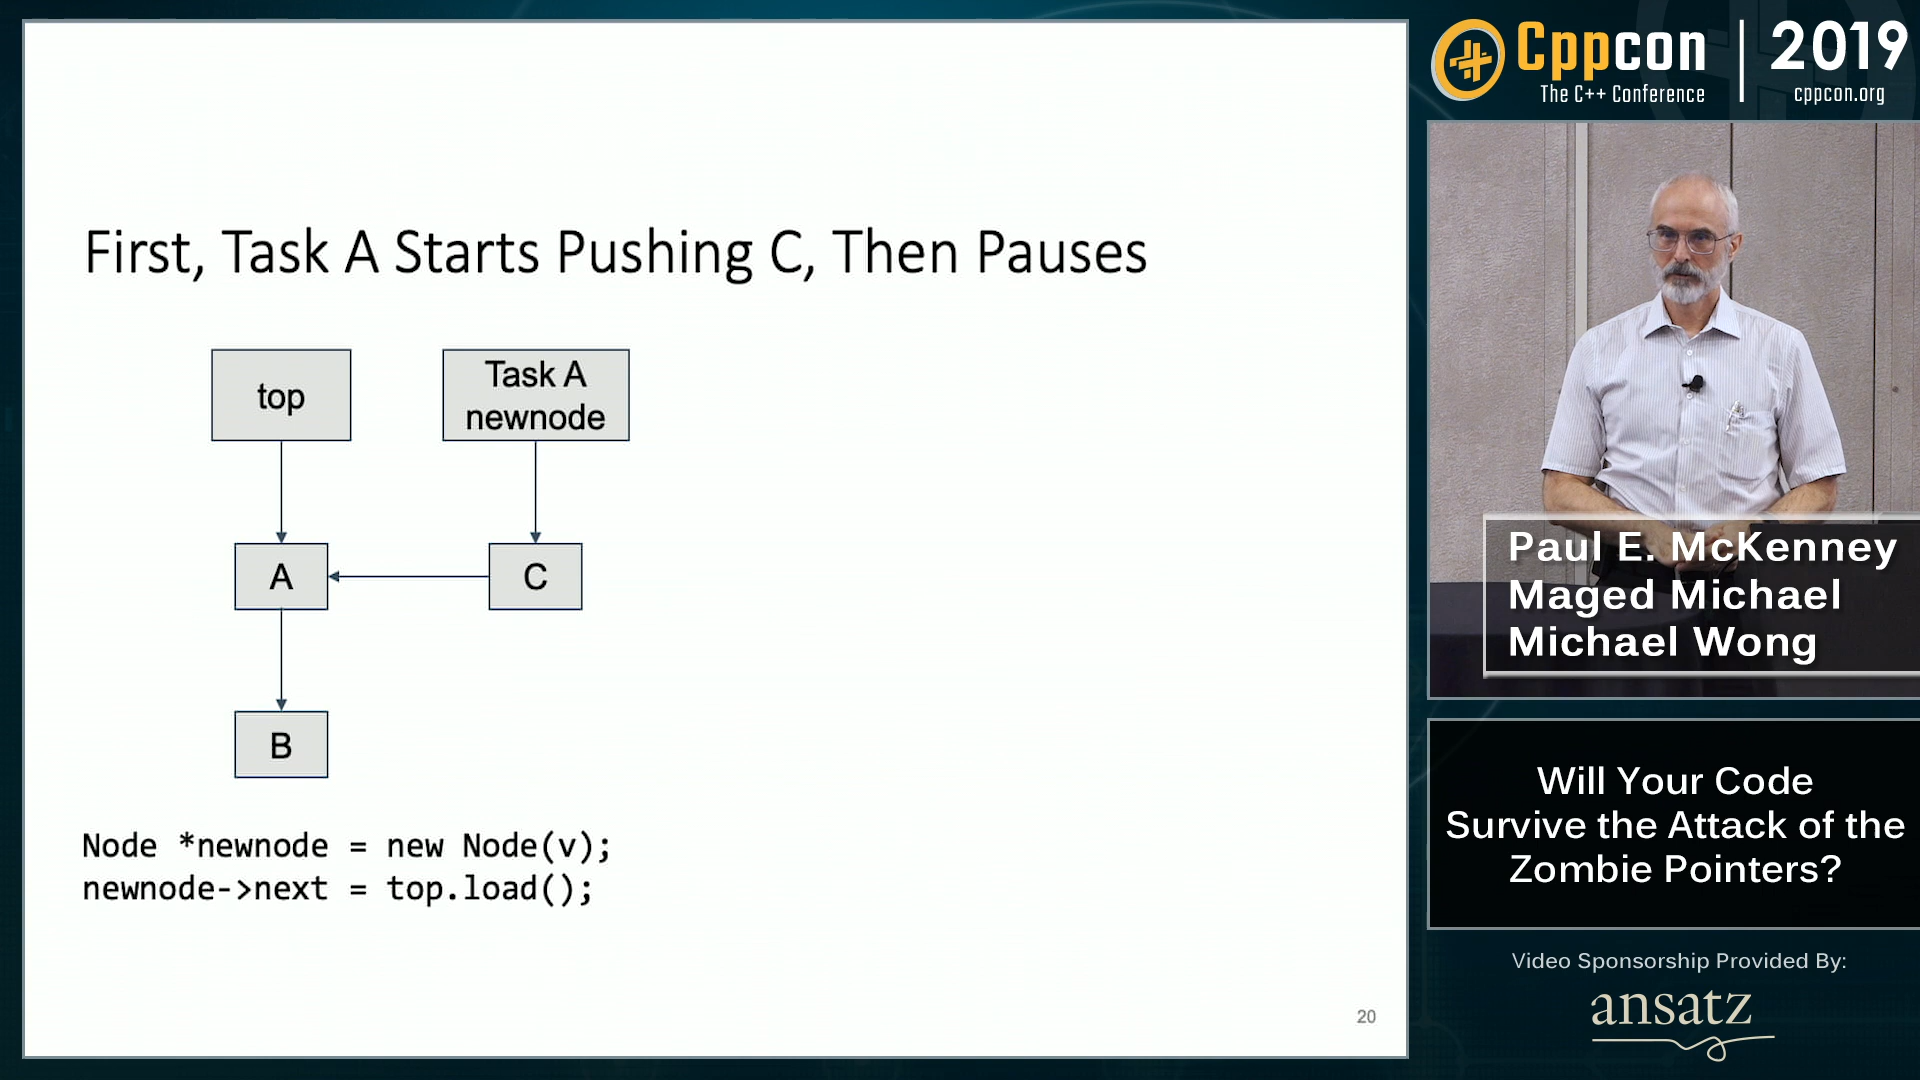 First, Task A Starts Pushing C, Then Pauses
top
Task A
newnode
A
C
B
Node *newnode = new Node(v);
newnode->next = top.load();
20
Cppcon
The C++ Conference
2019
cppcon.org
Paul E. McKenney
Maged Michael
Michael Wong
Will Your Code
Survive the Attack of the
Zombie Pointers?
Video Sponsorship Provided By:
ansatz